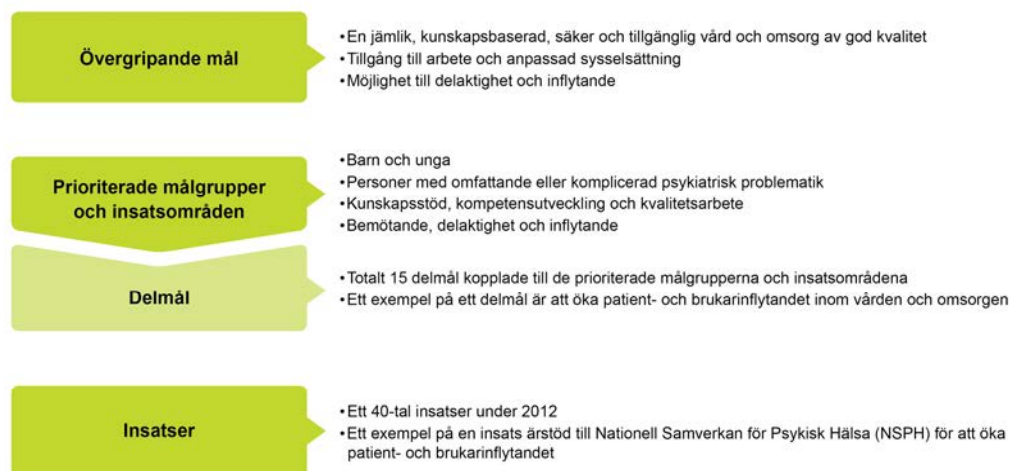 Övergripande mål
•En jämlik, kunskapsbaserad, säker och tillgänglig vård och omsorg av god kvalitet
•Tillgång till arbete och anpassad sysselsättning
•Möjlighet till delaktighet och inflytande
Prioriterade målgrupper
och insatsområden
•Barn och unga
•Personer med omfattande eller komplicerad psykiatrisk problematik
•Kunskapsstöd, kompetensutveckling och kvalitetsarbete
•Bemötande, delaktighet och inflytande
Delmål
•Totalt 15 delmål kopplade till de prioriterade målgrupperna och insatsområdena
•Ett exempel på ett delmål är att öka patient- och brukarinflytandet inom vården och omsorgen
Insatser
•Ett 40-tal insatser under 2012
•Ett exempel på en insats ärstöd till Nationell Samverkan för Psykisk Hälsa (NSPH) för att öka
patient- och brukarinflytandet